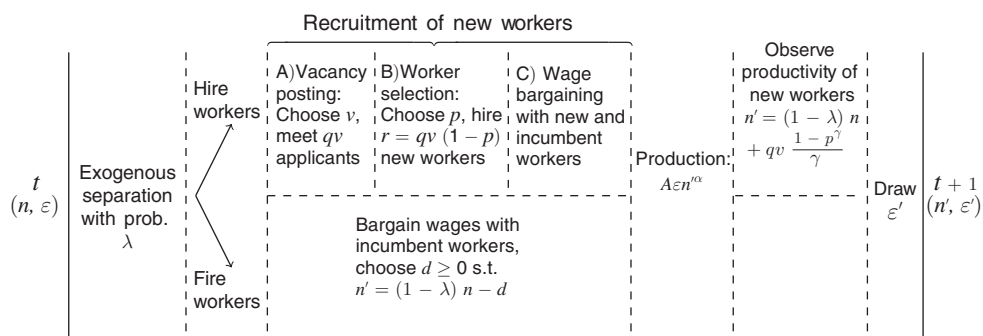 Recruitment of new workers
t
(n, ε)
Exogenous
separation
with prob.
λ
Hire
workers
Fire
workers
A)Vacancy
posting:
Choose v,
meet qv
applicants
B)Worker
selection:
Choose p, hire
r = qv (1 − p)
new workers
C) Wage
bargaining
with new and
incumbent
workers
Bargain wages with
incumbent workers,
choose d ≥ 0 s.t.
n′ = (1 − λ) n − d
Production:
Aεn′^α
Observe
productivity of
new workers
n′ = (1 − λ) n
+ qv (1 − p^γ)/γ
Draw
ε′
t + 1
(n′, ε′)